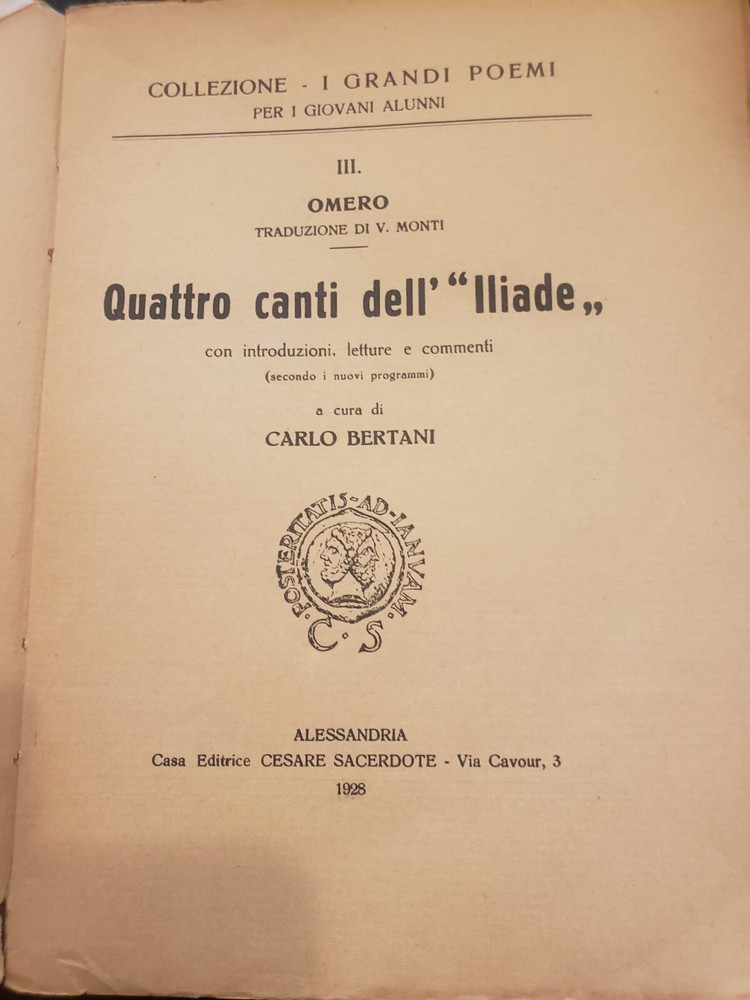 COLLEZIONE - I GRANDI POEMI
PER I GIOVANI ALUNNI
III.
OMERO
TRADUZIONE DI V. MONTI
Quattro canti dell' “Iliade„
con introduzioni, letture e commenti
(secondo i nuovi programmi)
a cura di
CARLO BERTANI
· POSTERITATIS - AD - IANVAM ·
C · S
ALESSANDRIA
Casa Editrice CESARE SACERDOTE - Via Cavour, 3
1928